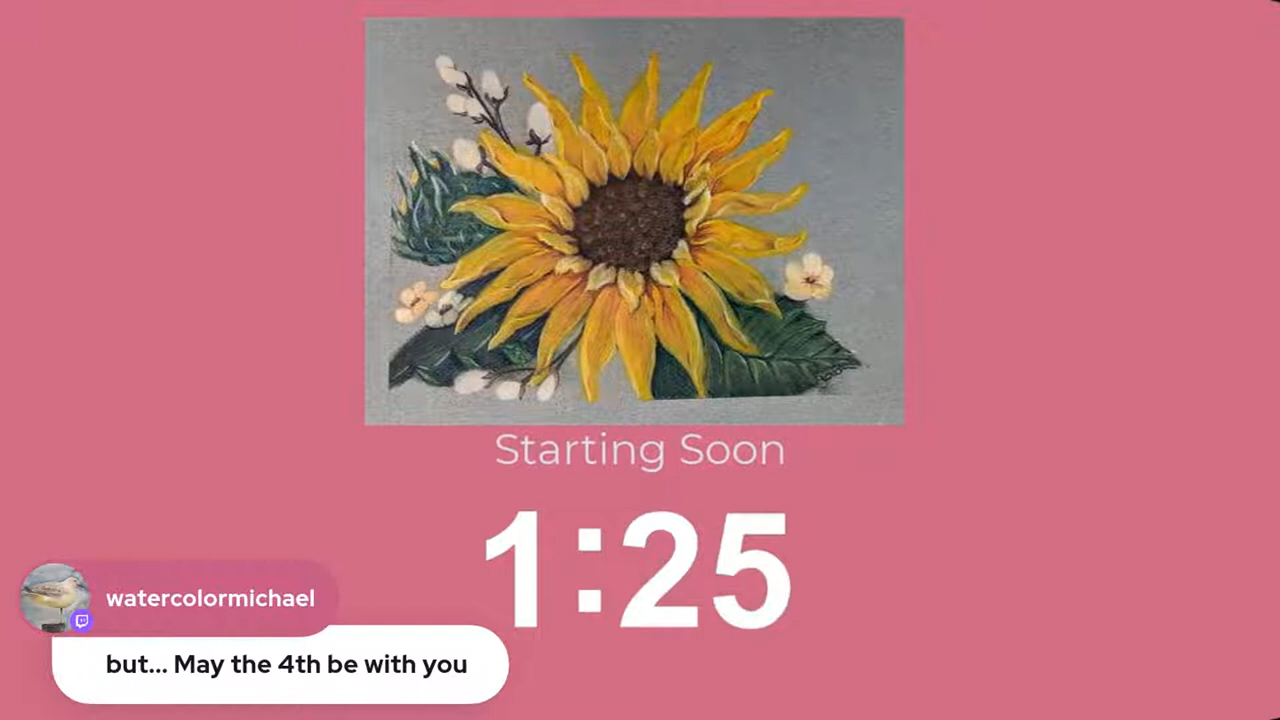 Starting Soon
1:25
watercolormichael
but... May the 4th be with you